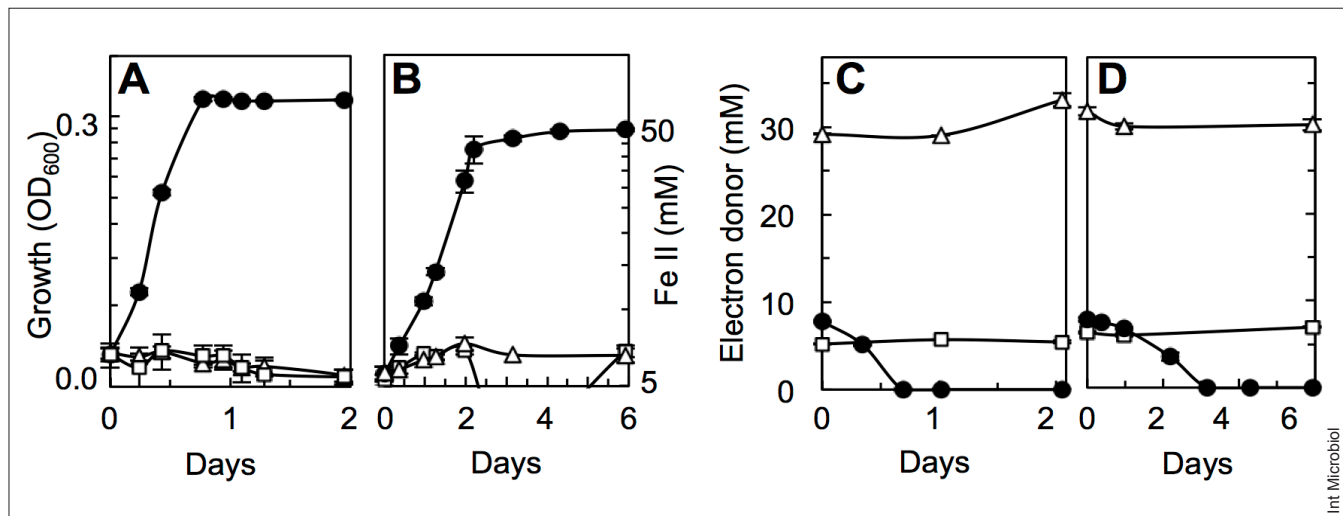 A
B
C
D
Growth (OD600)
0.3
0.0
0
1
2
Days
0
2
4
6
Days
50
5
Fe II (mM)
Electron donor (mM)
30
20
10
0
0
1
2
Days
0
2
4
6
Days
Int Microbiol